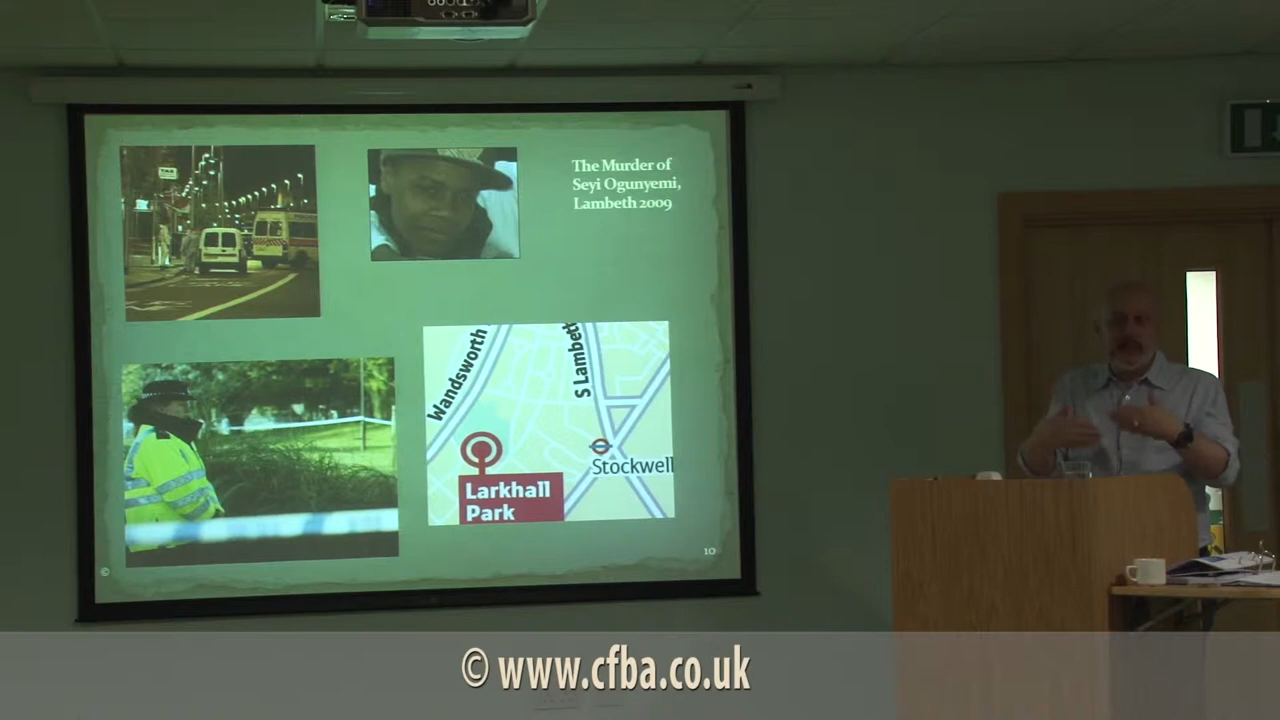 The Murder of
Seyi Ogunyemi,
Lambeth 2009
Wandsworth
S Lambeth
Stockwell
Larkhall
Park
10
©
© www.cfba.co.uk